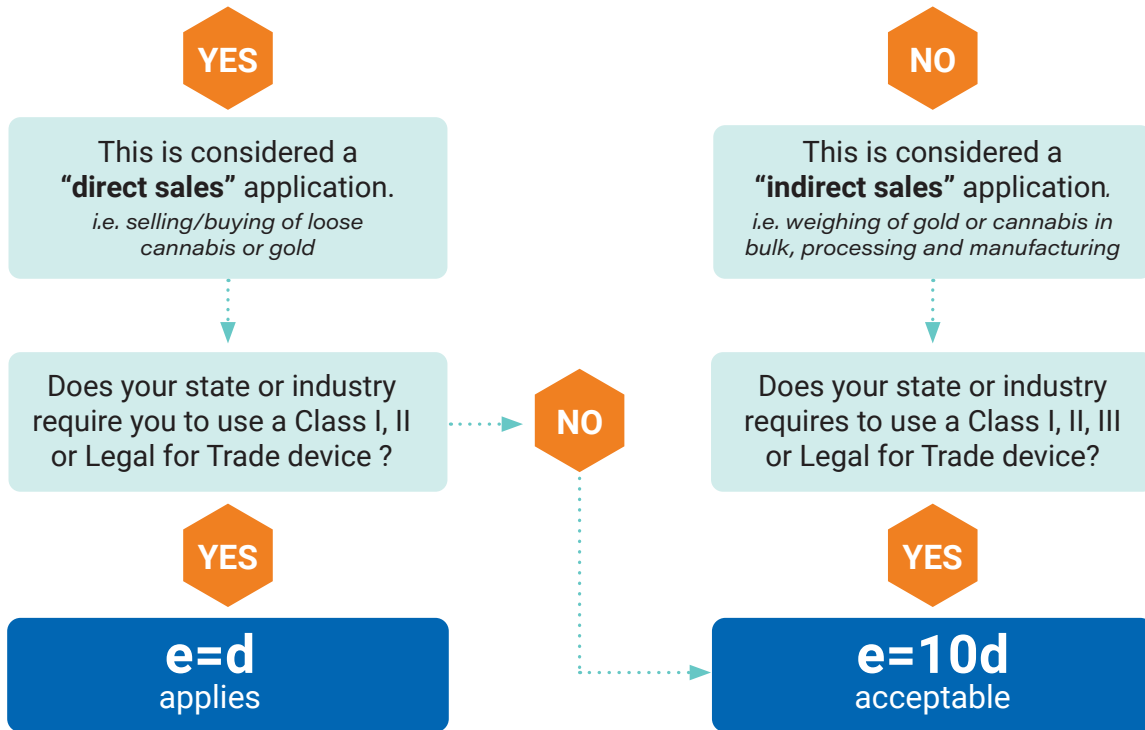 YES
This is considered a
“direct sales” application.
i.e. selling/buying of loose
cannabis or gold
Does your state or industry
require you to use a Class I, II
or Legal for Trade device ?
YES
e=d
applies
NO
NO
This is considered a
“indirect sales” application.
i.e. weighing of gold or cannabis in
bulk, processing and manufacturing
Does your state or industry
requires to use a Class I, II, III
or Legal for Trade device?
YES
e=10d
acceptable